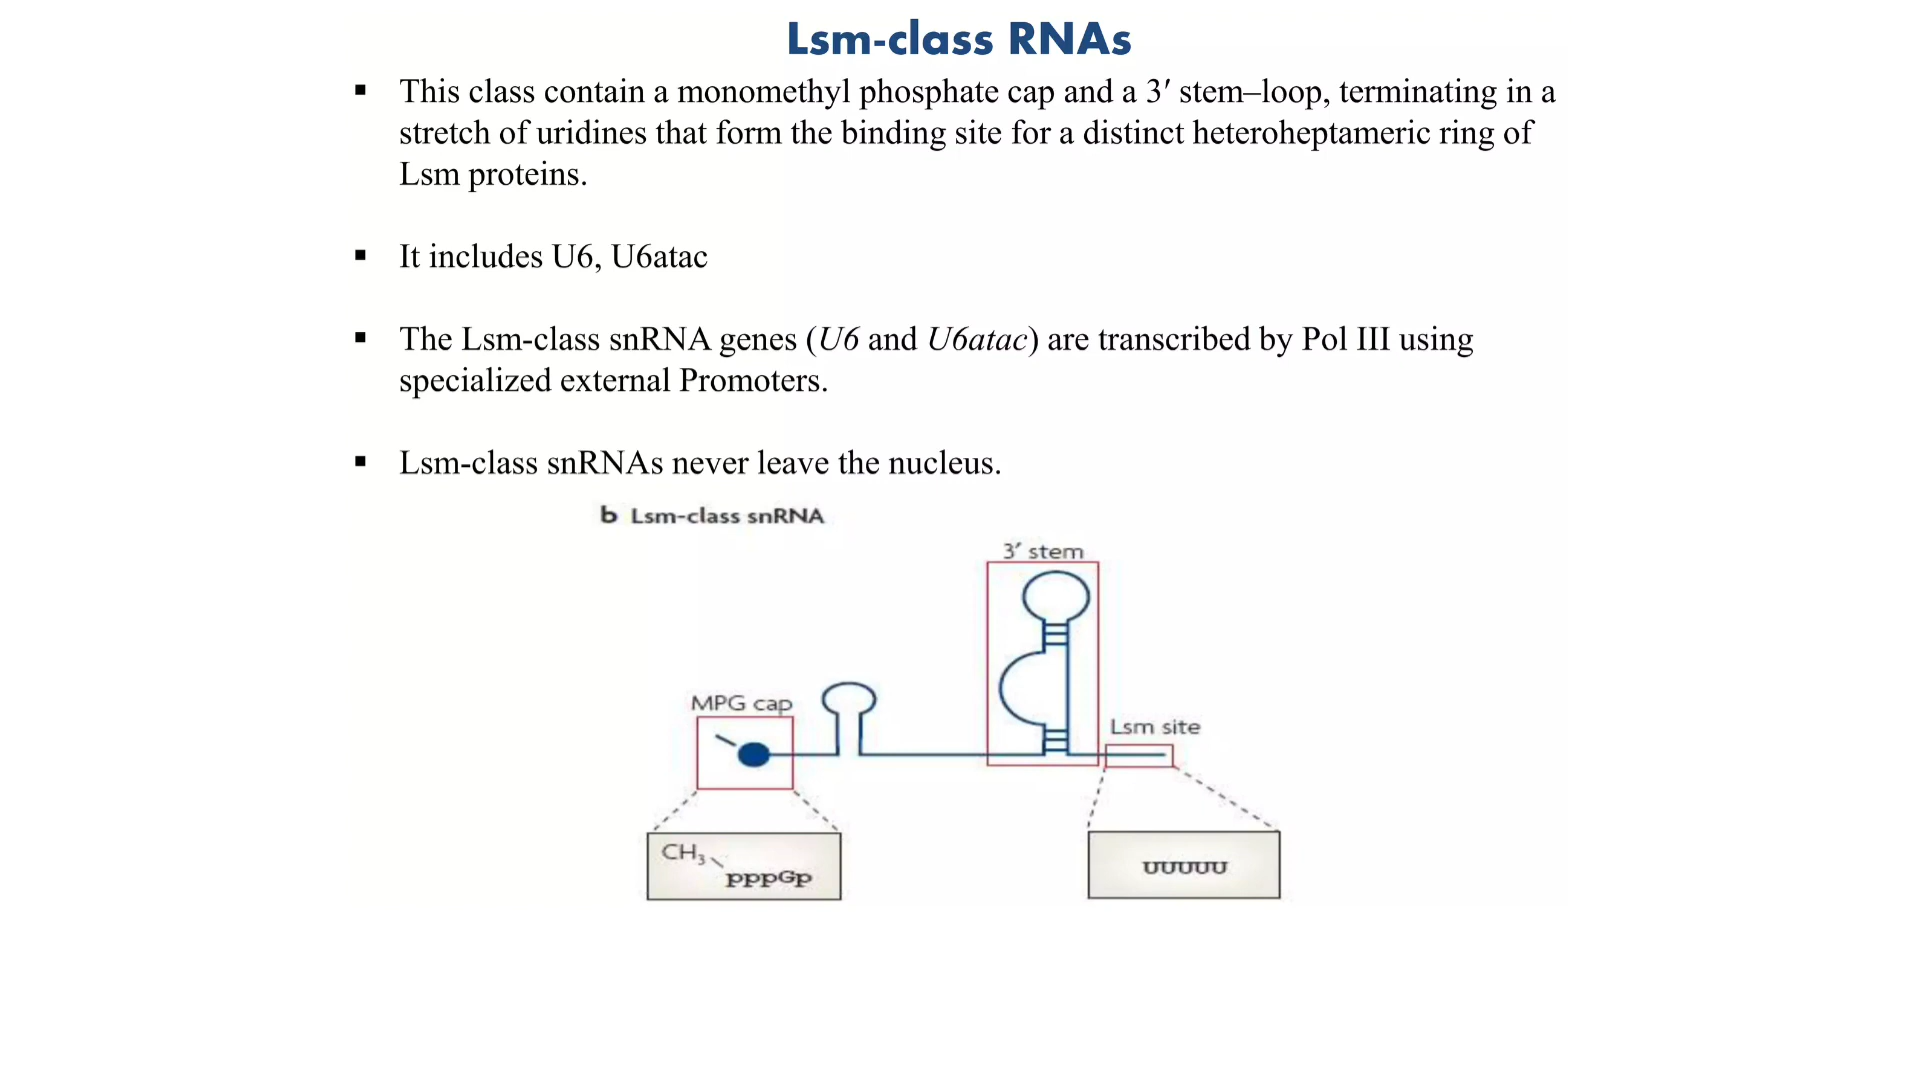 Lsm-class RNAs
▪ This class contain a monomethyl phosphate cap and a 3′ stem–loop, terminating in a
stretch of uridines that form the binding site for a distinct heteroheptameric ring of
Lsm proteins.
▪ It includes U6, U6atac
▪ The Lsm-class snRNA genes (U6 and U6atac) are transcribed by Pol III using
specialized external Promoters.
▪ Lsm-class snRNAs never leave the nucleus.
b Lsm-class snRNA
3′ stem
MPG cap
Lsm site
CH3
pppGp
UUUUU